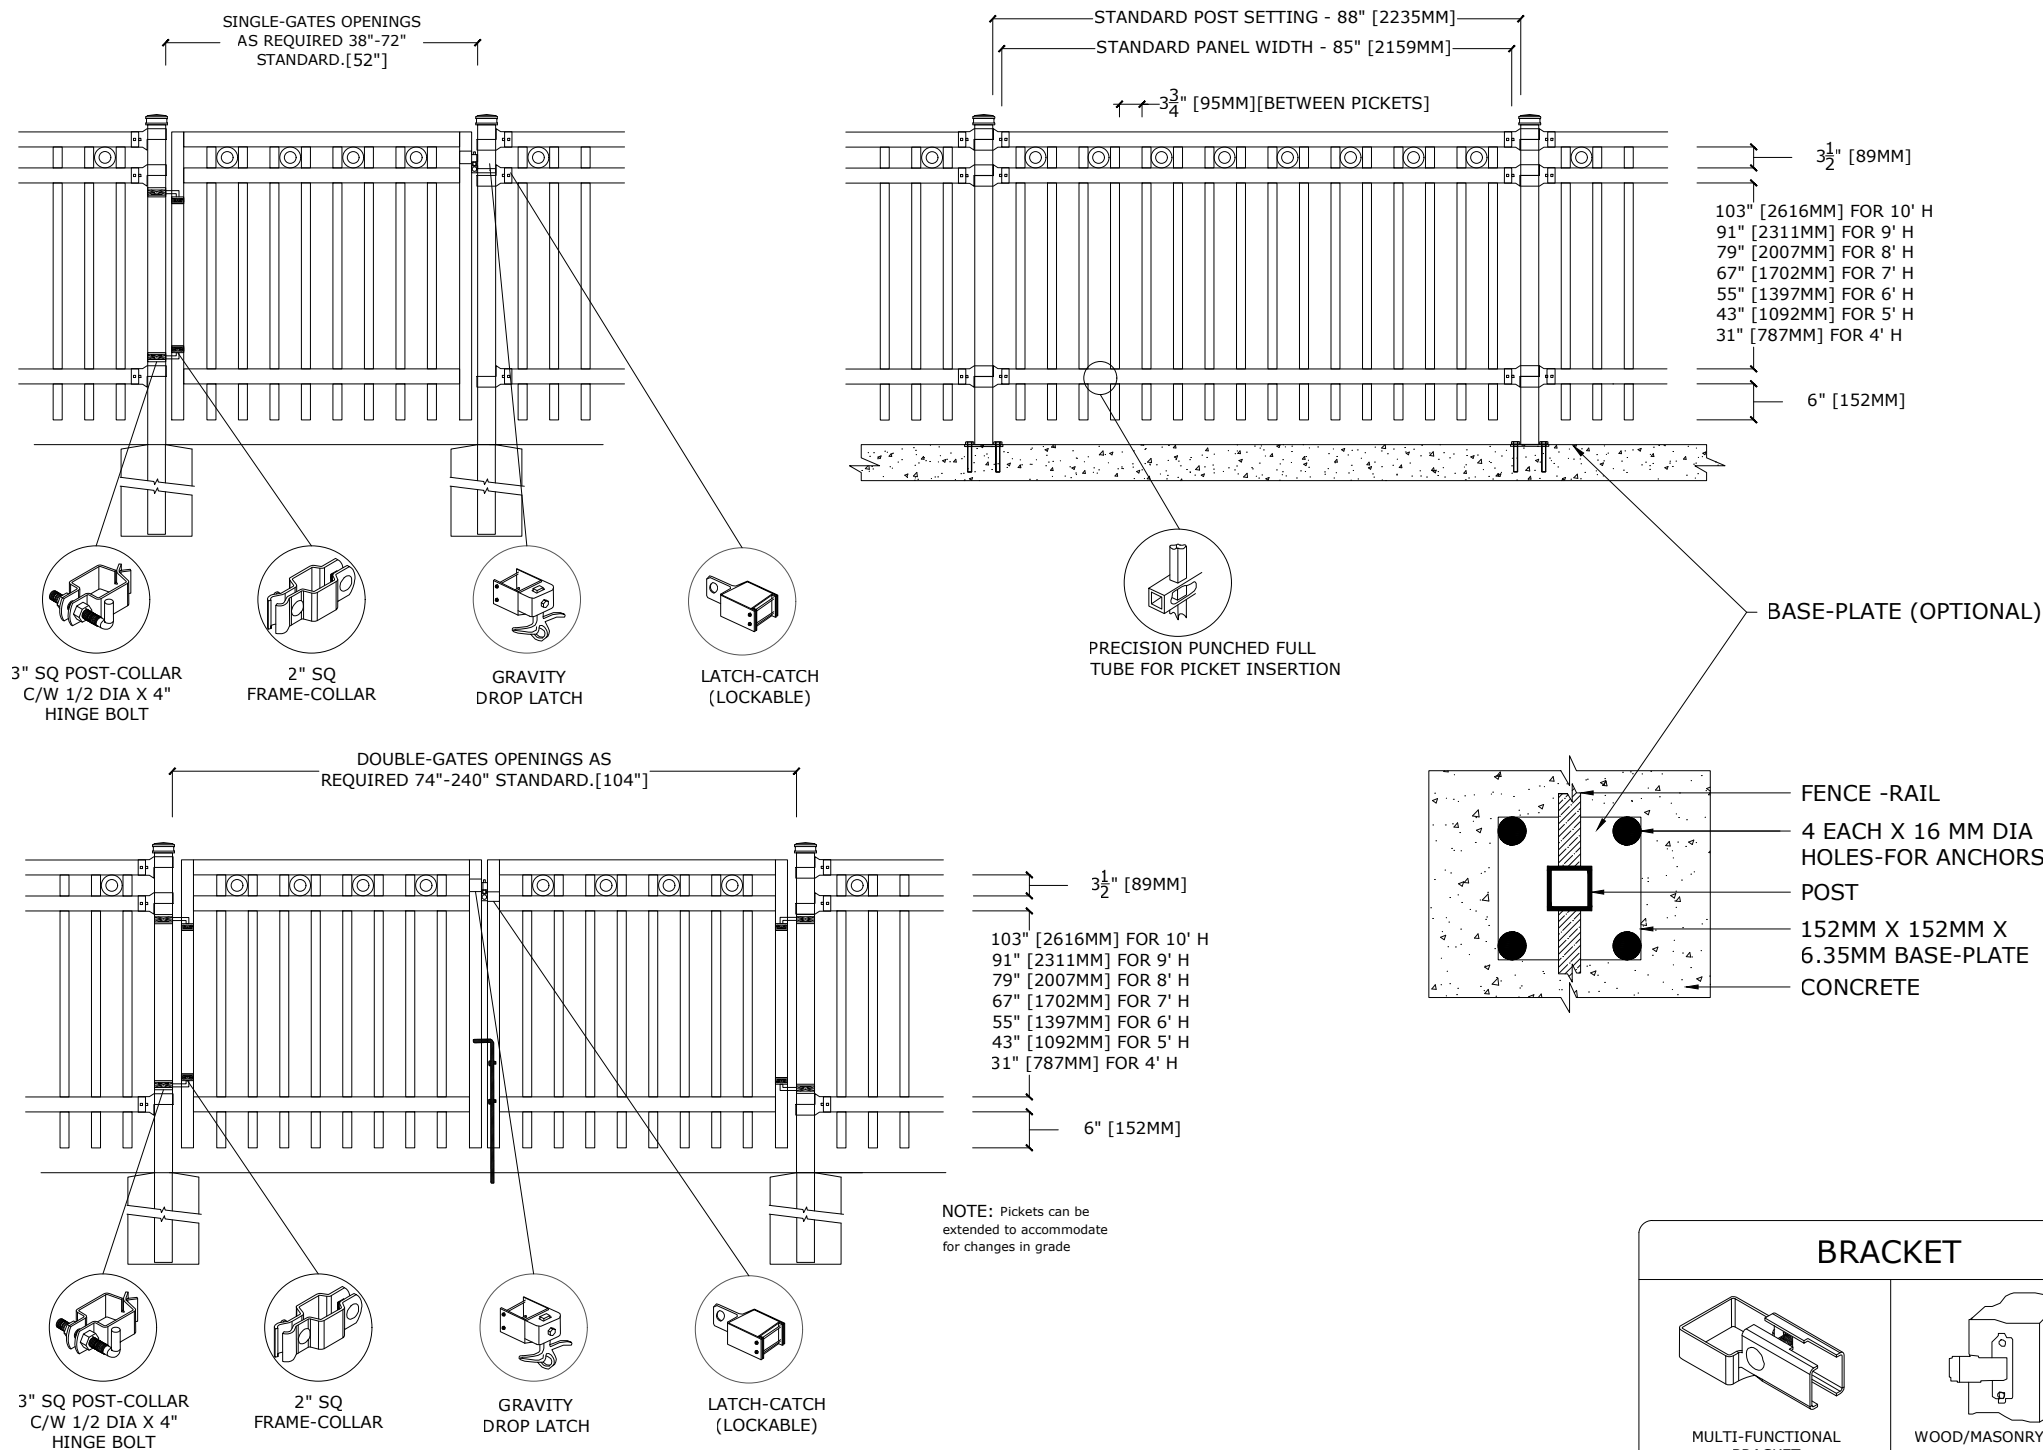 SINGLE-GATES OPENINGS
AS REQUIRED 38"-72"
STANDARD.[52"]
STANDARD POST SETTING - 88" [2235MM]
STANDARD PANEL WIDTH - 85" [2159MM]
3 3/4" [95MM][BETWEEN PICKETS]
3 1/2" [89MM]
103" [2616MM] FOR 10' H
91" [2311MM] FOR 9' H
79" [2007MM] FOR 8' H
67" [1702MM] FOR 7' H
55" [1397MM] FOR 6' H
43" [1092MM] FOR 5' H
31" [787MM] FOR 4' H
6" [152MM]
3" SQ POST-COLLAR
C/W 1/2 DIA X 4"
HINGE BOLT
2" SQ
FRAME-COLLAR
GRAVITY
DROP LATCH
LATCH-CATCH
(LOCKABLE)
PRECISION PUNCHED FULL
TUBE FOR PICKET INSERTION
BASE-PLATE (OPTIONAL)
FENCE -RAIL
4 EACH X 16 MM DIA
HOLES-FOR ANCHORS
POST
152MM X 152MM X
6.35MM BASE-PLATE
CONCRETE
DOUBLE-GATES OPENINGS AS
REQUIRED 74"-240" STANDARD.[104"]
3 1/2" [89MM]
103" [2616MM] FOR 10' H
91" [2311MM] FOR 9' H
79" [2007MM] FOR 8' H
67" [1702MM] FOR 7' H
55" [1397MM] FOR 6' H
43" [1092MM] FOR 5' H
31" [787MM] FOR 4' H
6" [152MM]
NOTE: Pickets can be
extended to accommodate
for changes in grade
3" SQ POST-COLLAR
C/W 1/2 DIA X 4"
HINGE BOLT
2" SQ
FRAME-COLLAR
GRAVITY
DROP LATCH
LATCH-CATCH
(LOCKABLE)
BRACKET
MULTI-FUNCTIONAL
WOOD/MASONRY